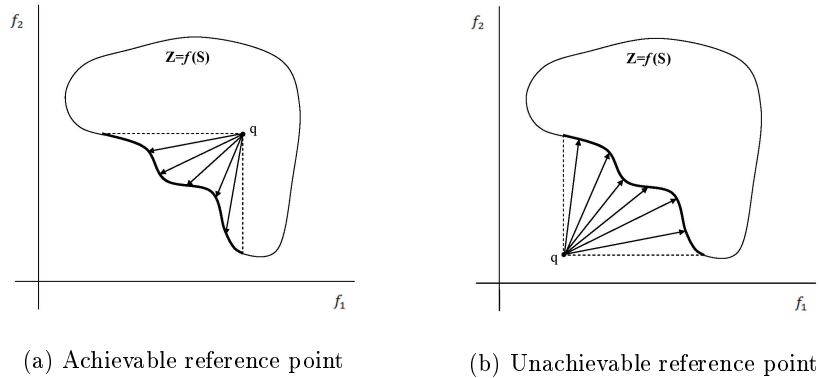 f₂
Z=f(S)
q
f₁
(a) Achievable reference point
f₂
Z=f(S)
q
f₁
(b) Unachievable reference point